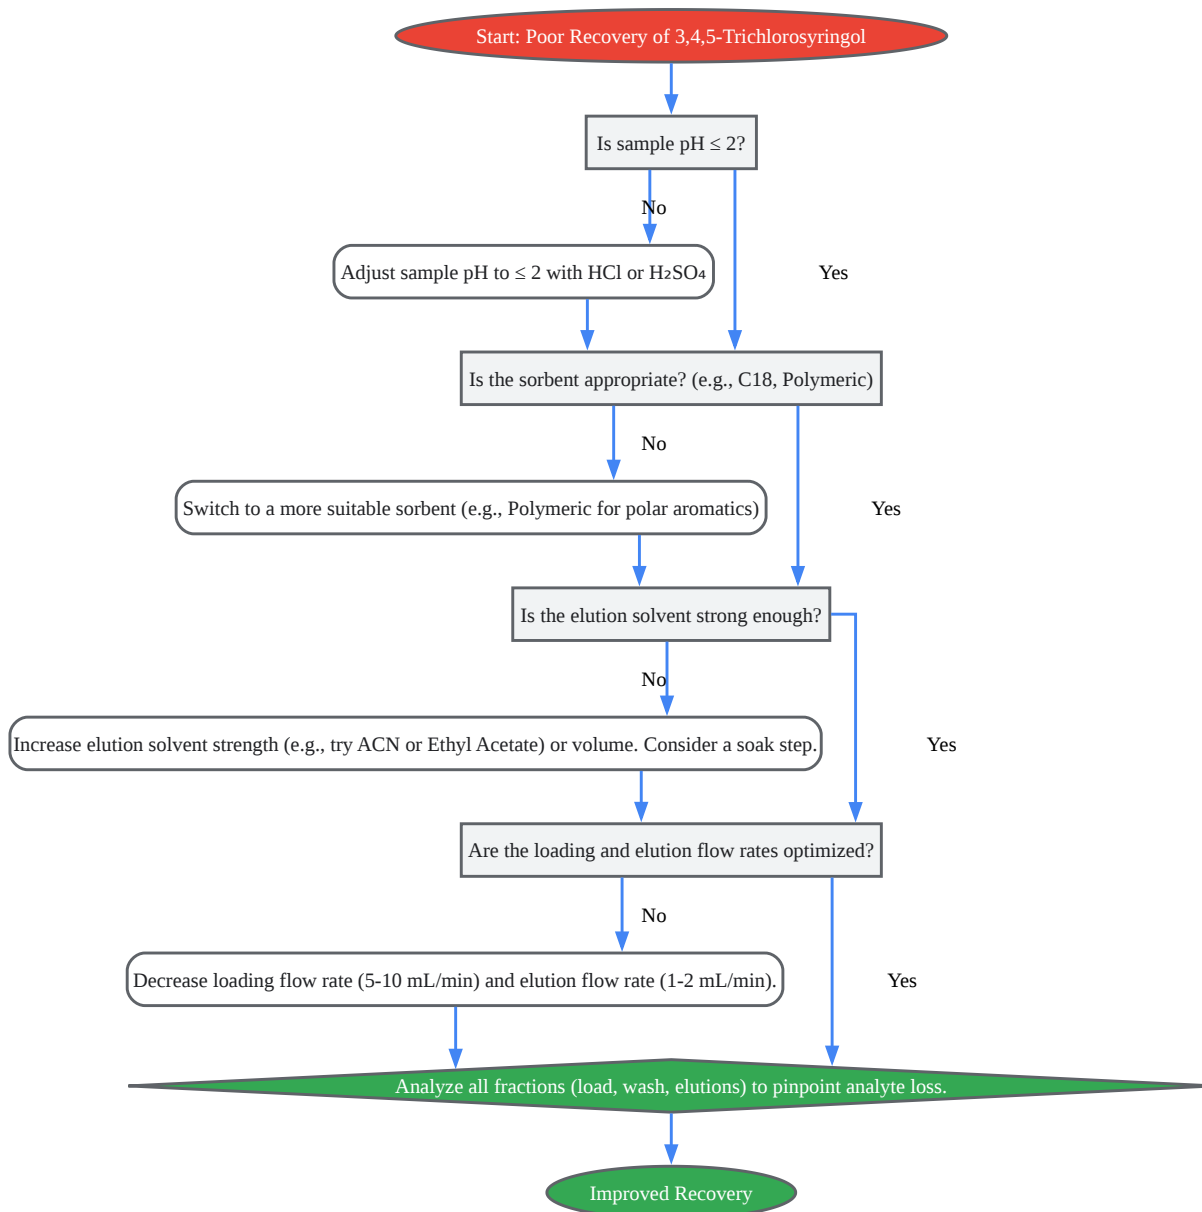 Start: Poor Recovery of 3,4,5-Trichlorosyringol
Is sample pH ≤ 2?
No
Adjust sample pH to ≤ 2 with HCl or H₂SO₄
Yes
Is the sorbent appropriate? (e.g., C18, Polymeric)
No
Switch to a more suitable sorbent (e.g., Polymeric for polar aromatics)
Yes
Is the elution solvent strong enough?
No
Increase elution solvent strength (e.g., try ACN or Ethyl Acetate) or volume. Consider a soak step.
Yes
Are the loading and elution flow rates optimized?
No
Decrease loading flow rate (5-10 mL/min) and elution flow rate (1-2 mL/min).
Yes
Analyze all fractions (load, wash, elutions) to pinpoint analyte loss.
Improved Recovery